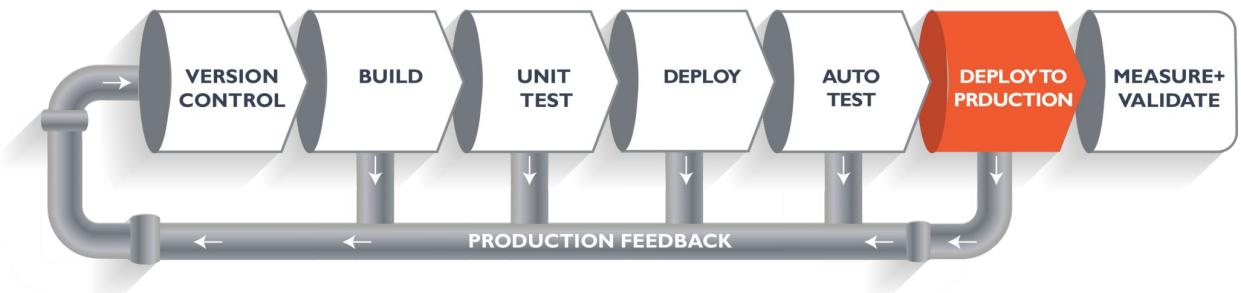 VERSION
CONTROL
BUILD
UNIT
TEST
DEPLOY
AUTO
TEST
DEPLOY TO
PRDUCTION
MEASURE+
VALIDATE
PRODUCTION FEEDBACK